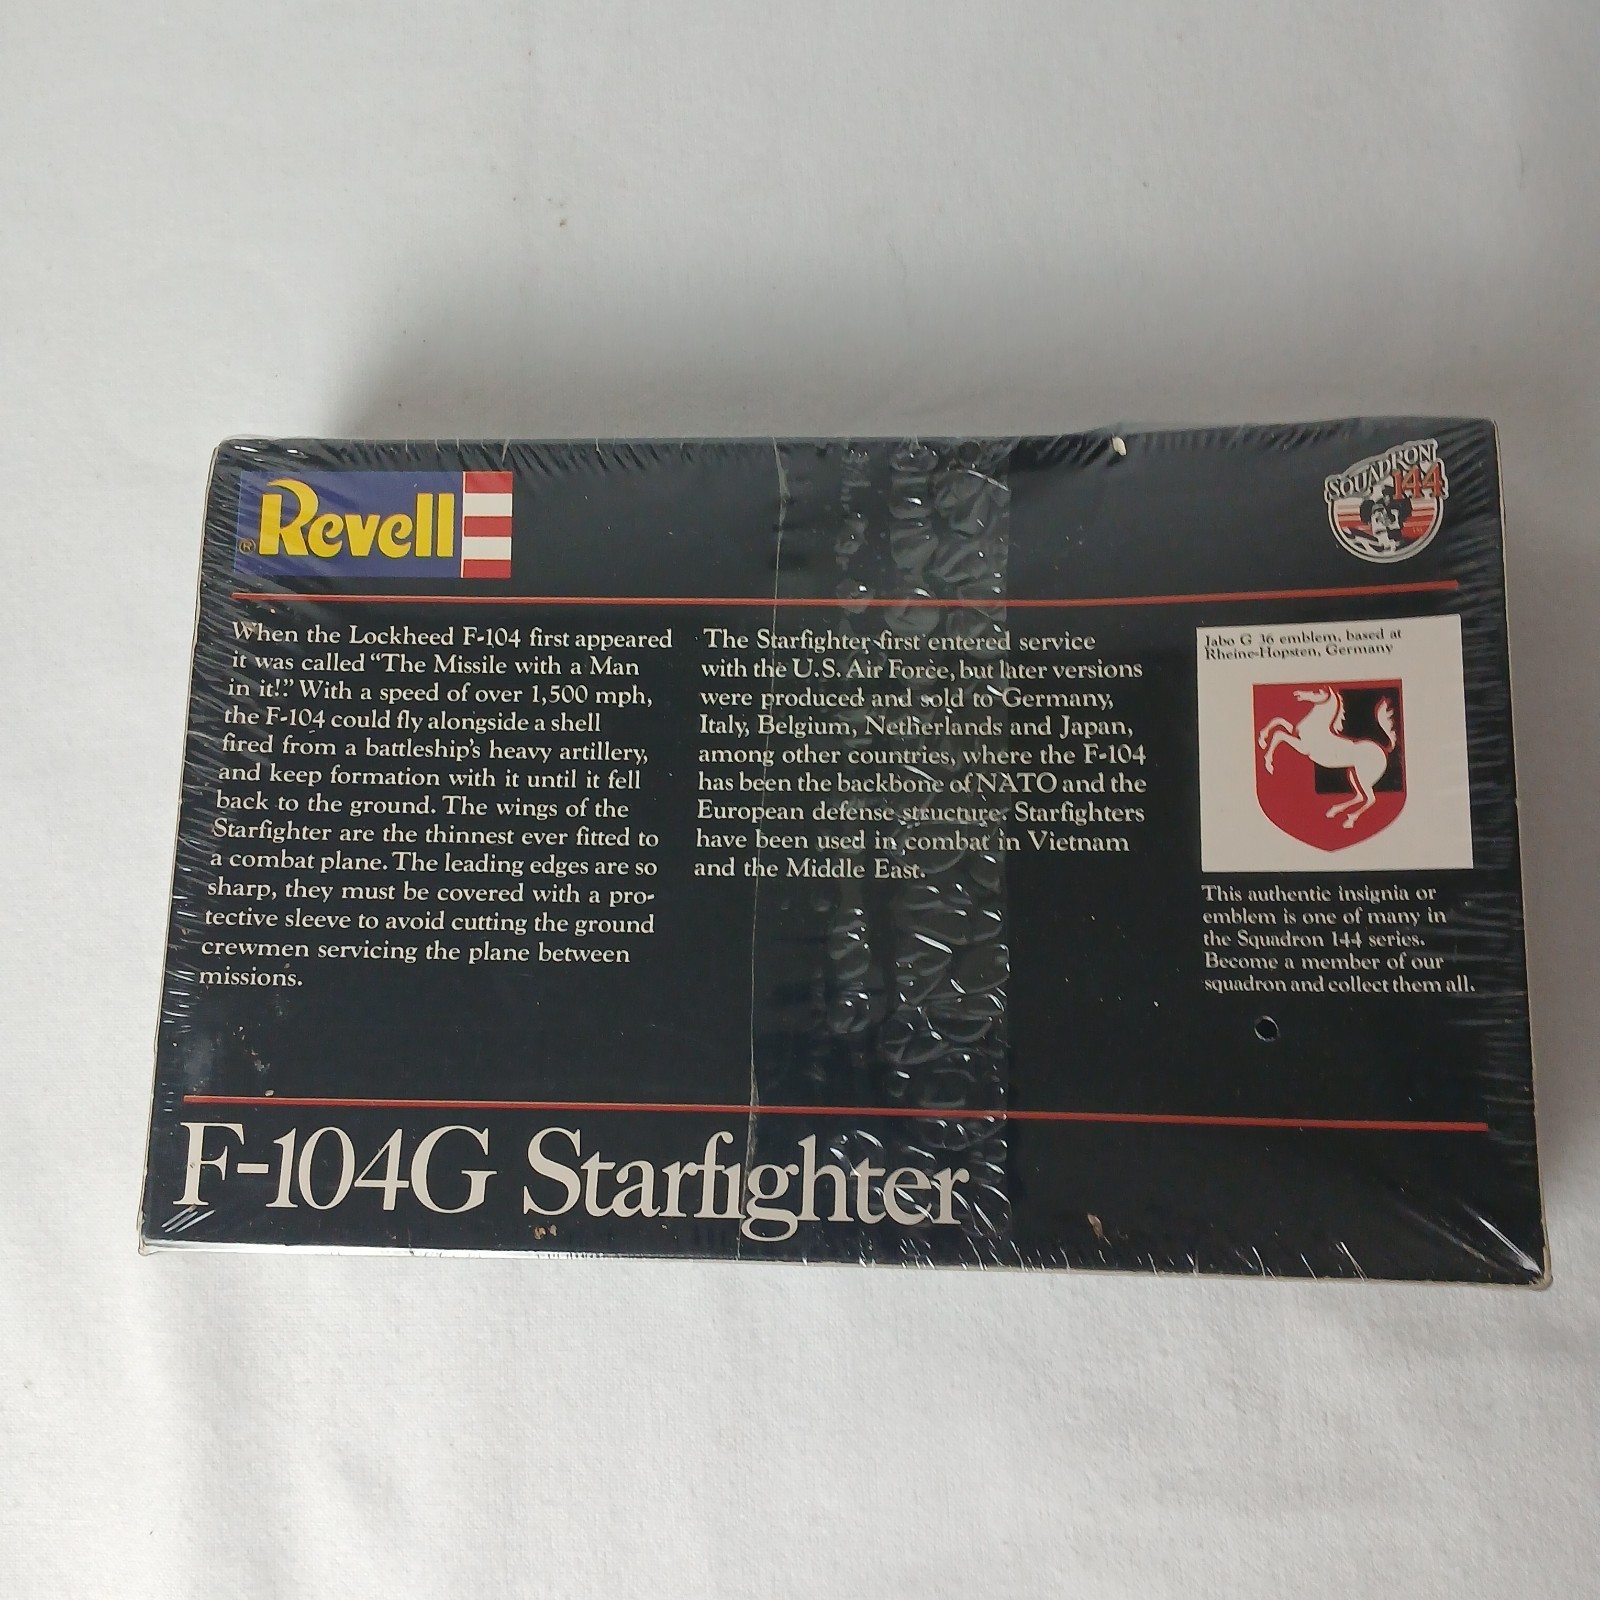 ® Revell
SQUADRON
144
When the Lockheed F-104 first appeared
it was called "The Missile with a Man
in it!" With a speed of over 1,500 mph,
the F-104 could fly alongside a shell
fired from a battleship's heavy artillery,
and keep formation with it until it fell
back to the ground. The wings of the
Starfighter are the thinnest ever fitted to
a combat plane. The leading edges are so
sharp, they must be covered with a pro-
tective sleeve to avoid cutting the ground
crewmen servicing the plane between
missions.
The Starfighter first entered service
with the U.S. Air Force, but later versions
were produced and sold to Germany,
Italy, Belgium, Netherlands and Japan,
among other countries, where the F-104
has been the backbone of NATO and the
European defense structure. Starfighters
have been used in combat in Vietnam
and the Middle East.
Jabo G 36 emblem, based at
Rheine-Hopsten, Germany
This authentic insignia or
emblem is one of many in
the Squadron 144 series.
Become a member of our
squadron and collect them all.
F-104G Starfighter